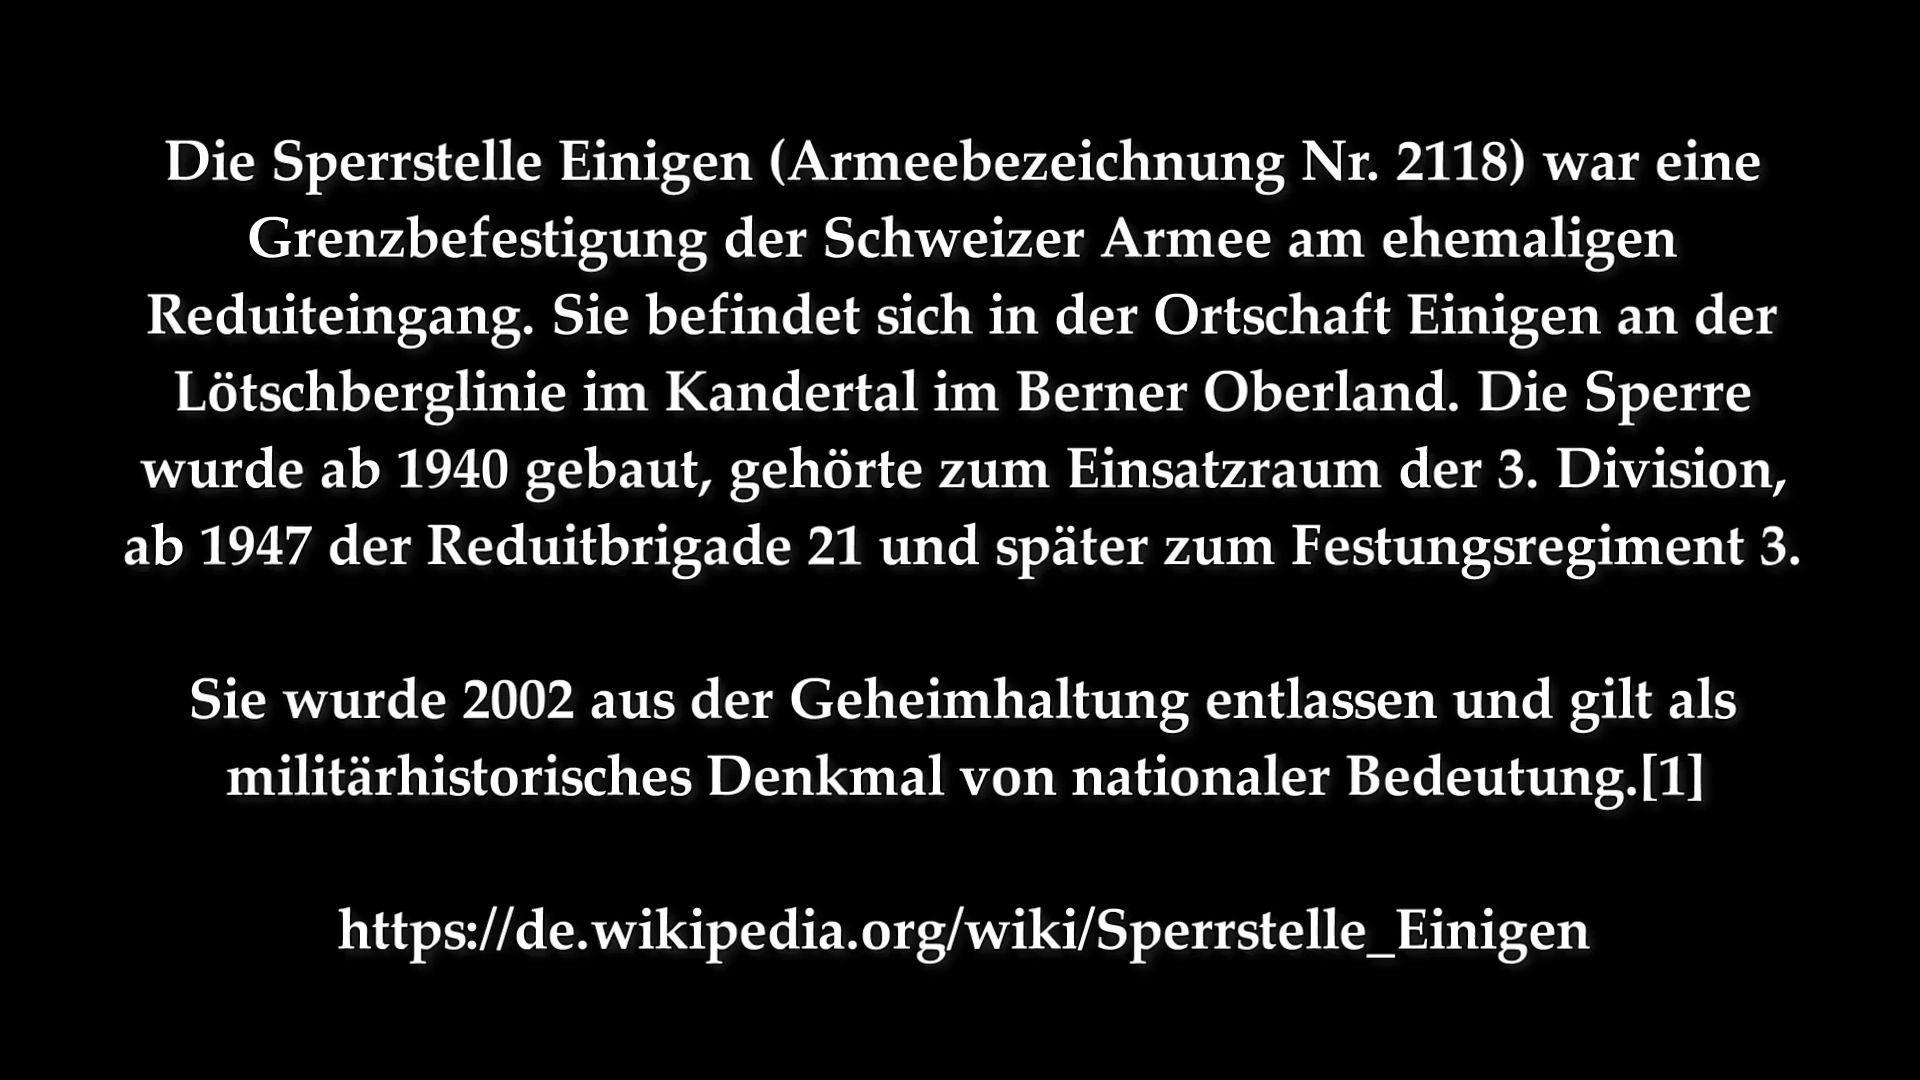 Die Sperrstelle Einigen (Armeebezeichnung Nr. 2118) war eine
Grenzbefestigung der Schweizer Armee am ehemaligen
Reduiteingang. Sie befindet sich in der Ortschaft Einigen an der
Lötschberglinie im Kandertal im Berner Oberland. Die Sperre
wurde ab 1940 gebaut, gehörte zum Einsatzraum der 3. Division,
ab 1947 der Reduitbrigade 21 und später zum Festungsregiment 3.
Sie wurde 2002 aus der Geheimhaltung entlassen und gilt als
militärhistorisches Denkmal von nationaler Bedeutung.[1]
https://de.wikipedia.org/wiki/Sperrstelle_Einigen